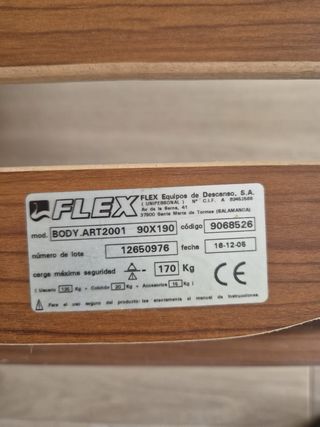 FLEX
FLEX Equipos de Descanso, S.A.
(UNIPERSONAL) Nº C.I.F. A
Av de la Serna, 41
37900 Santa Marta de Tormes (SALAMANCA)
mod. BODY.ART2001 90X190 código 9068526
número de lote 12650976 fecha 18-12-06
carga máxima seguridad 170 Kg CE
( Usuario 135 Kg + Colchón 20 Kg + Accesorios 15 Kg )
Para el uso seguro del producto: lea atentamente el manual de instrucciones.